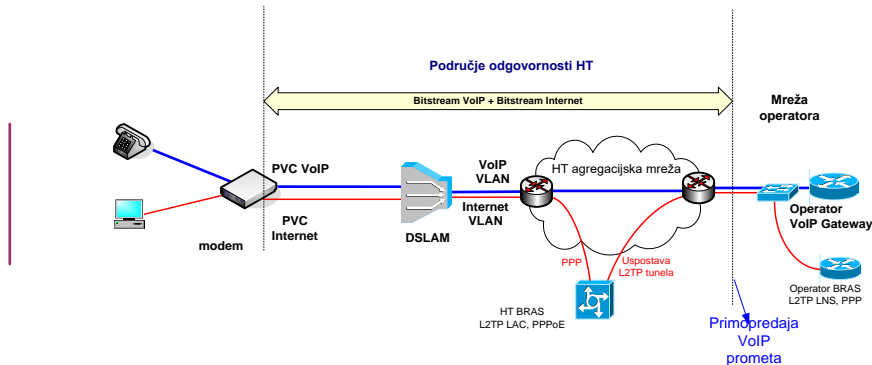 Područje odgovornosti HT
Bitstream VoIP + Bitstream Internet
Mreža
operatora
PVC VoIP
VoIP
VLAN
HT agregacijska mreža
PVC
Internet
Internet
VLAN
modem
DSLAM
Operator
VoIP Gateway
PPP
Uspostava
L2TP tunela
HT BRAS
L2TP LAC, PPPoE
Operator BRAS
L2TP LNS, PPP
Primopredaja
VoIP
prometa